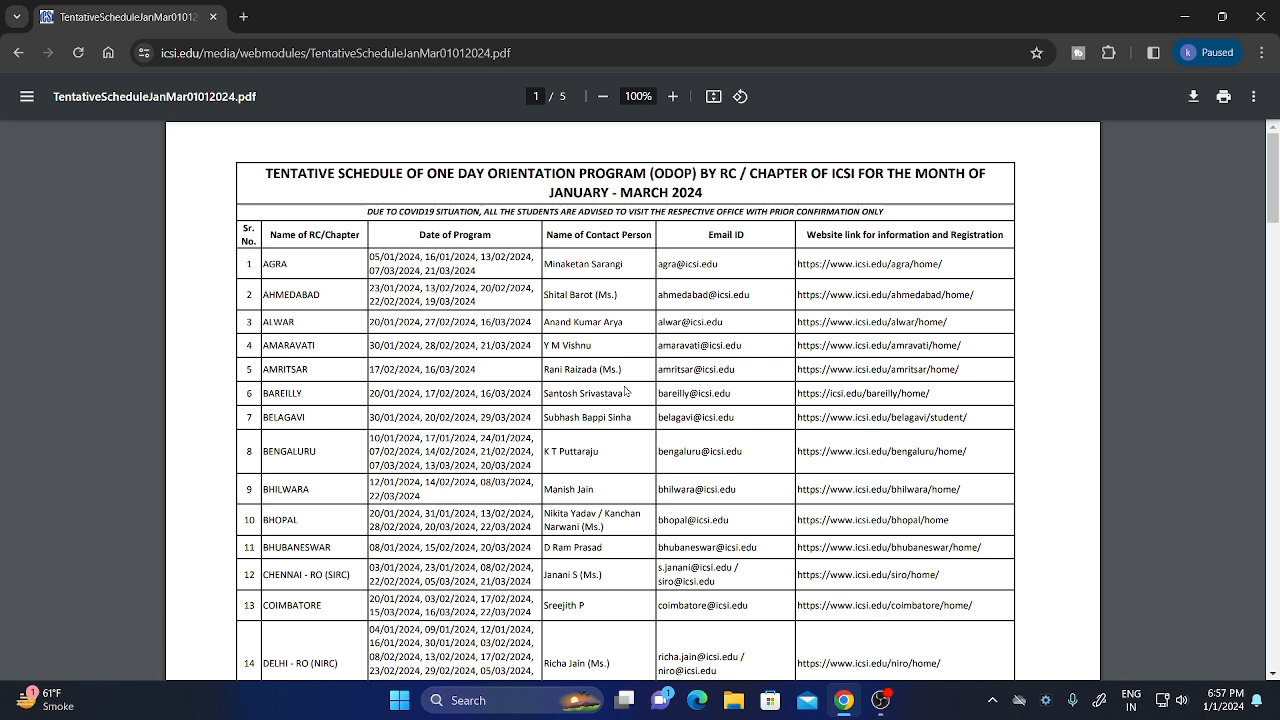 TentativeScheduleJanMar01012
icsi.edu/media/webmodules/TentativeScheduleJanMar01012024.pdf
k Paused
TentativeScheduleJanMar01012024.pdf
1 / 5
100%
TENTATIVE SCHEDULE OF ONE DAY ORIENTATION PROGRAM (ODOP) BY RC / CHAPTER OF ICSI FOR THE MONTH OF
JANUARY - MARCH 2024
DUE TO COVID19 SITUATION, ALL THE STUDENTS ARE ADVISED TO VISIT THE RESPECTIVE OFFICE WITH PRIOR CONFIRMATION ONLY
Sr. No. Name of RC/Chapter Date of Program Name of Contact Person Email ID Website link for information and Registration
1 AGRA 05/01/2024, 16/01/2024, 13/02/2024, Minaketan Sarangi agra@icsi.edu https://www.icsi.edu/agra/home/
07/03/2024, 21/03/2024
2 AHMEDABAD 23/01/2024, 13/02/2024, 20/02/2024, Shital Barot (Ms.) ahmedabad@icsi.edu https://www.icsi.edu/ahmedabad/home/
22/02/2024, 19/03/2024
3 ALWAR 20/01/2024, 27/02/2024, 16/03/2024 Anand Kumar Arya alwar@icsi.edu https://www.icsi.edu/alwar/home/
4 AMARAVATI 30/01/2024, 28/02/2024, 21/03/2024 Y M Vishnu amaravati@icsi.edu https://www.icsi.edu/amravati/home/
5 AMRITSAR 17/02/2024, 16/03/2024 Rani Raizada (Ms.) amritsar@icsi.edu https://www.icsi.edu/amritsar/home/
6 BAREILLY 20/01/2024, 17/02/2024, 16/03/2024 Santosh Srivastava bareilly@icsi.edu https://icsi.edu/bareilly/home/
7 BELAGAVI 30/01/2024, 20/02/2024, 29/03/2024 Subhash Bappi Sinha belagavi@icsi.edu https://www.icsi.edu/belagavi/student/
8 BENGALURU 10/01/2024, 17/01/2024, 24/01/2024, K T Puttaraju bengaluru@icsi.edu https://www.icsi.edu/bengaluru/home/
07/02/2024, 14/02/2024, 21/02/2024,
07/03/2024, 13/03/2024, 20/03/2024
9 BHILWARA 12/01/2024, 14/02/2024, 08/03/2024, Manish Jain bhilwara@icsi.edu https://www.icsi.edu/bhilwara/home/
22/03/2024
10 BHOPAL 20/01/2024, 31/01/2024, 13/02/2024, Nikita Yadav / Kanchan bhopal@icsi.edu https://www.icsi.edu/bhopal/home
28/02/2024, 20/03/2024, 22/03/2024 Narwani (Ms.)
11 BHUBANESWAR 08/01/2024, 15/02/2024, 20/03/2024 D Ram Prasad bhubaneswar@icsi.edu https://www.icsi.edu/bhubaneswar/home/
12 CHENNAI - RO (SIRC) 03/01/2024, 23/01/2024, 08/02/2024, Janani S (Ms.) s.janani@icsi.edu / https://www.icsi.edu/siro/home/
22/02/2024, 05/03/2024, 21/03/2024 siro@icsi.edu
13 COIMBATORE 20/01/2024, 03/02/2024, 17/02/2024, Sreejith P coimbatore@icsi.edu https://www.icsi.edu/coimbatore/home/
15/03/2024, 16/03/2024, 22/03/2024
14 DELHI - RO (NIRC) 04/01/2024, 09/01/2024, 12/01/2024, Richa Jain (Ms.) richa.jain@icsi.edu / https://www.icsi.edu/niro/home/
16/01/2024, 30/01/2024, 03/02/2024, niro@icsi.edu
08/02/2024, 13/02/2024, 17/02/2024,
23/02/2024, 29/02/2024, 05/03/2024,
1 61°F
Smoke
Search
1
ENG
IN
6:57 PM
1/1/2024